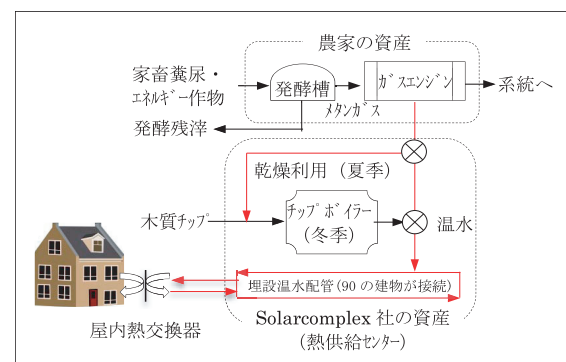 農家の資産
家畜糞尿・
エネルギー作物
発酵槽
ガスエンジン
系統へ
メタンガス
発酵残滓
乾燥利用（夏季）
木質チップ
チップボイラー
（冬季）
温水
埋設温水配管（90の建物が接続）
屋内熱交換器
Solarcomplex 社の資産
（熱供給センター）